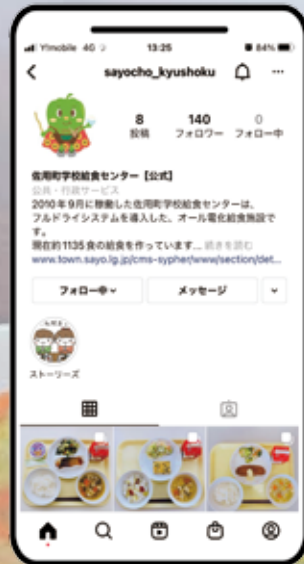 Y!mobile 4G 13:25 84%
sayocho_kyushoku
8 140 0
投稿 フォロワー フォロー中
佐用町学校給食センター【公式】
公共・行政サービス
2010年9月に稼働した佐用町学校給食センターは、
フルドライシステムを導入した、オール電化給食施設で
す。
現在約1135食の給食を作っています... 続きを読む
www.town.sayo.lg.jp/cms-sypher/www/section/det...
フォロー中 メッセージ
ストーリーズ